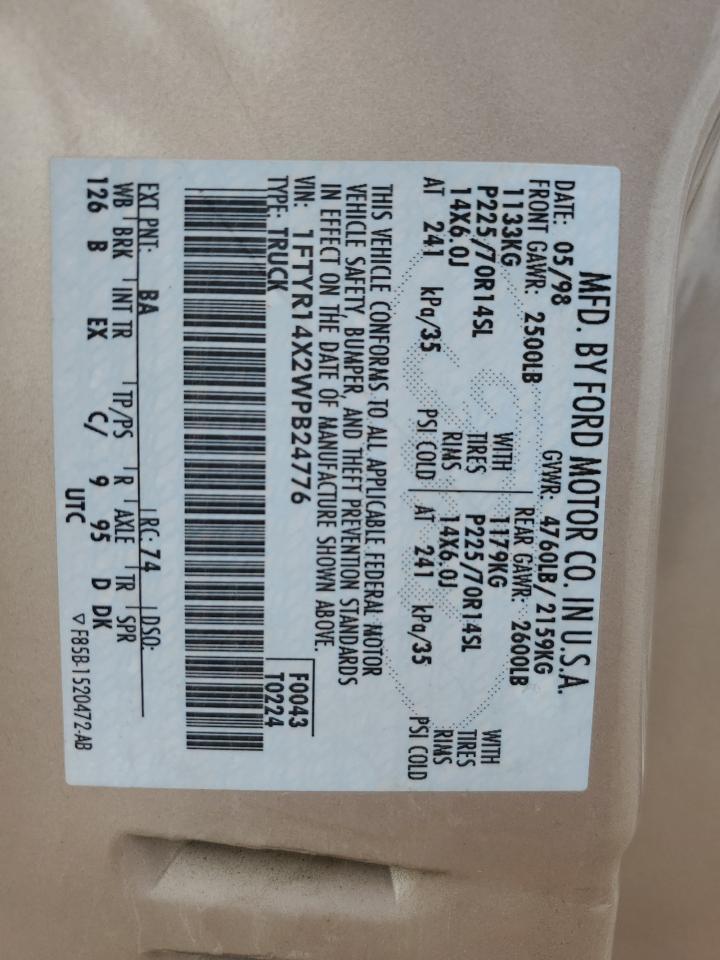 MFD. BY FORD MOTOR CO. IN U.S.A.
DATE: 05/98 GVWR: 4760LB/ 2159KG
FRONT GAWR: 2500LB REAR GAWR: 2600LB
1133KG WITH 1179KG WITH
P225/70R14SL TIRES P225/70R14SL TIRES
14X6.0J RIMS 14X6.0J RIMS
AT 241 kPa/35 PSI COLD AT 241 kPa/35 PSI COLD
THIS VEHICLE CONFORMS TO ALL APPLICABLE FEDERAL MOTOR
VEHICLE SAFETY, BUMPER, AND THEFT PREVENTION STANDARDS
IN EFFECT ON THE DATE OF MANUFACTURE SHOWN ABOVE.
VIN: 1FTYR14X2WPB24776 F0043
TYPE: TRUCK T0224
EXT PNT: BA RC: 74 DSO:
WB BRK INT TR TP/PS R AXLE TR SPR
126 B EX C/ 9 95 D DK
UTC ▽ F85B-1520472-AB